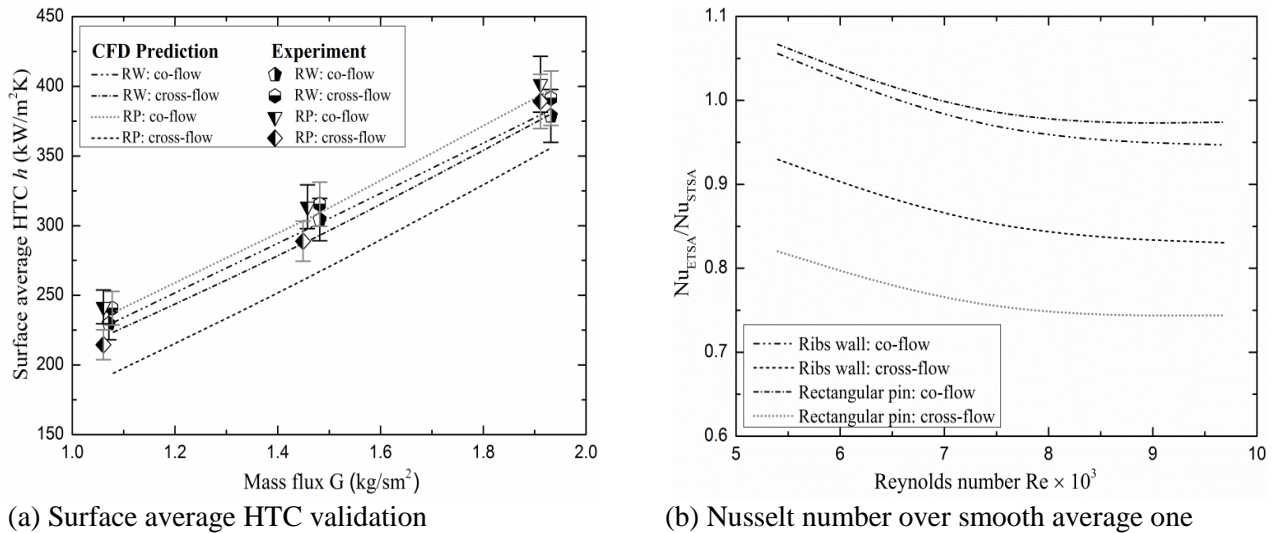 450
400
350
300
250
200
150
1.0
1.2
1.4
1.6
1.8
2.0
Surface average HTC h (kW/m²K)
Mass flux G (kg/sm²)
CFD Prediction
RW: co-flow
RW: cross-flow
RP: co-flow
RP: cross-flow
Experiment
RW: co-flow
RW: cross-flow
RP: co-flow
RP: cross-flow
(a) Surface average HTC validation
1.1
1.0
0.9
0.8
0.7
0.6
5
6
7
8
9
10
Nu_ETSA/Nu_STSA
Reynolds number Re × 10³
Ribs wall: co-flow
Ribs wall: cross-flow
Rectangular pin: co-flow
Rectangular pin: cross-flow
(b) Nusselt number over smooth average one